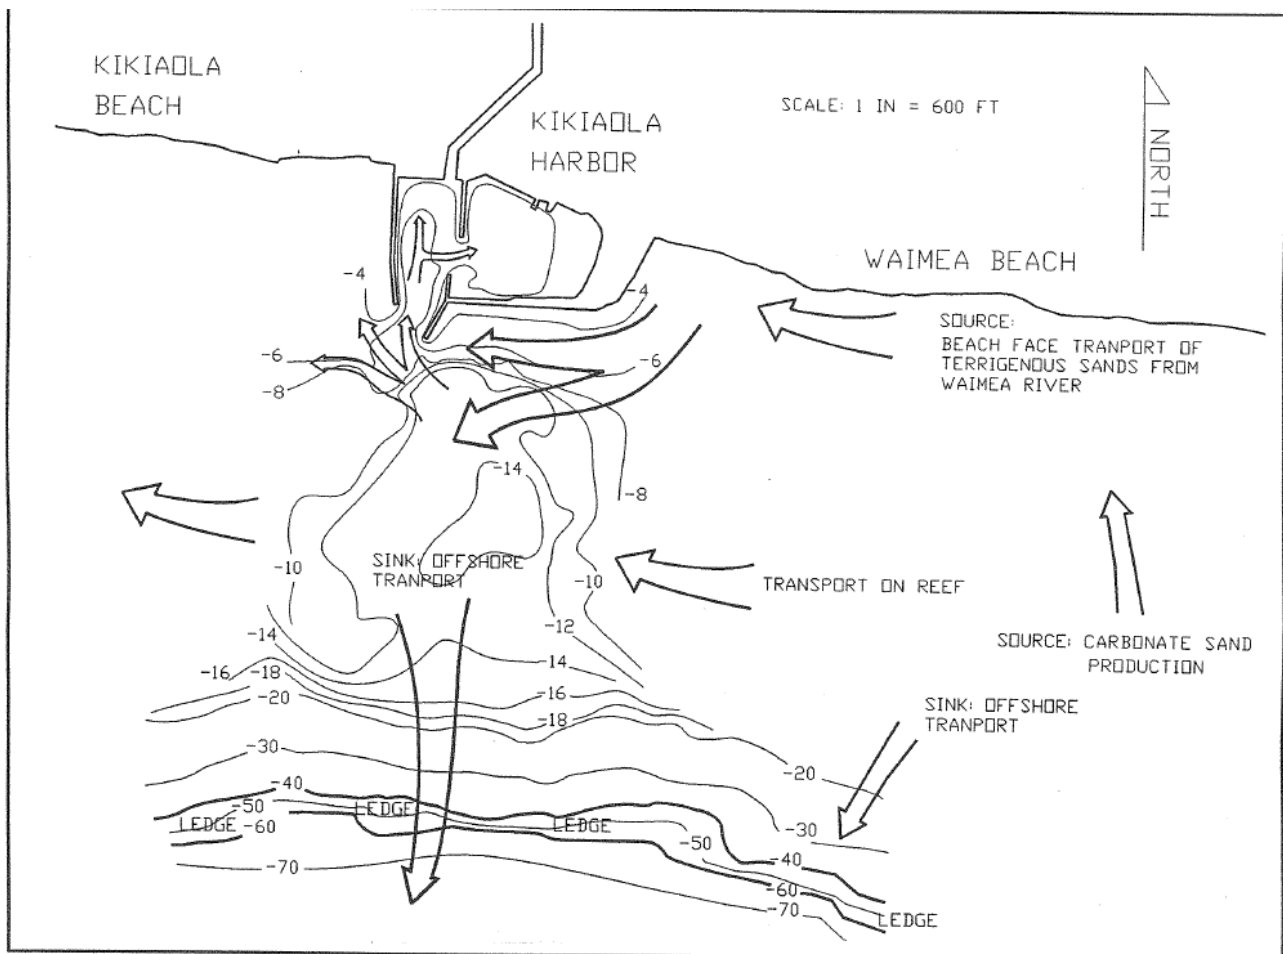 KIKIAOLA
BEACH
KIKIAOLA
HARBOR
SCALE: 1 IN = 600 FT
NORTH
WAIMEA BEACH
SOURCE:
BEACH FACE TRANPORT OF
TERRIGENOUS SANDS FROM
WAIMEA RIVER
-4
-4
-6
-8
-6
-14
-8
SINK: OFFSHORE
TRANPORT
-10
-10
TRANSPORT ON REEF
-12
SOURCE: CARBONATE SAND
PRODUCTION
-14
-14
-16
-18
-20
-16
-18
SINK: OFFSHORE
TRANPORT
-30
-20
-40
-50
LEDGE
LEDGE
-60
LEDGE
-30
-50
-40
-70
-60
-70
LEDGE